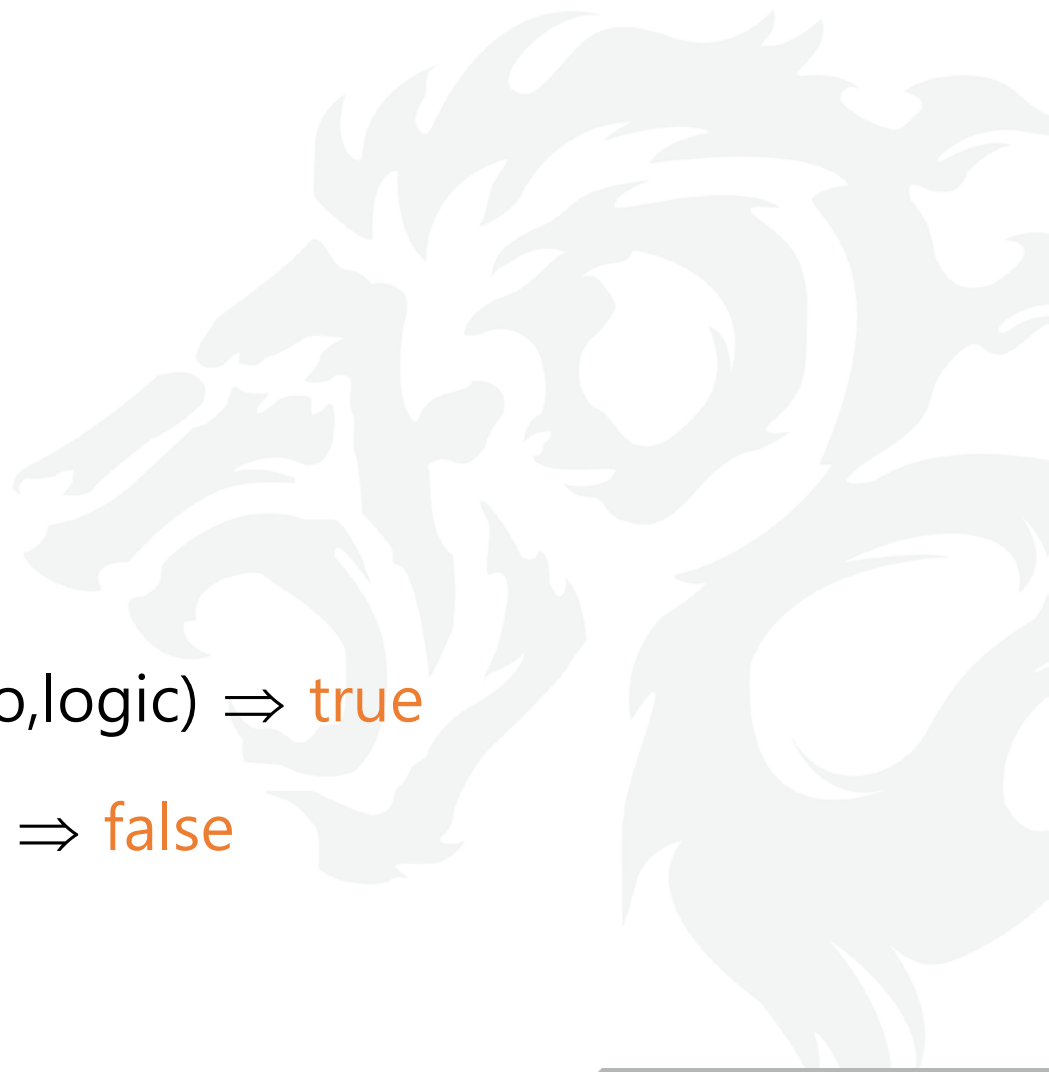 o,logic) ⇒ true
⇒ false